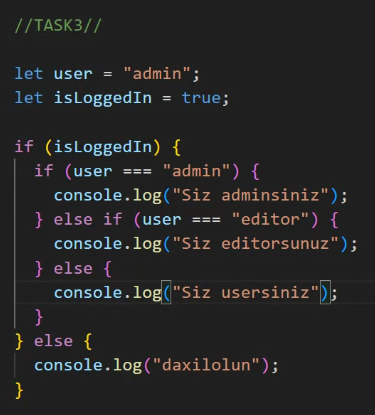 //TASK3//
let user = "admin";
let isLoggedIn = true;
if (isLoggedIn) {
if (user === "admin") {
console.log("Siz adminsiniz");
} else if (user === "editor") {
console.log("Siz editorsunuz");
} else {
console.log("Siz usersiniz");
}
} else {
console.log("daxilolun");
}